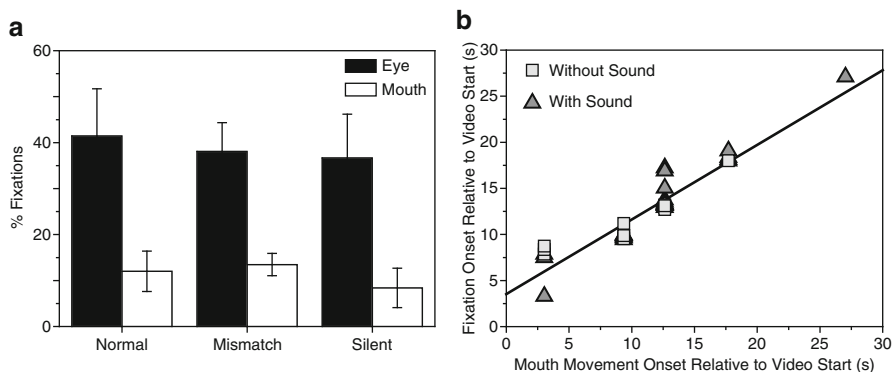 a
60
40
20
0
% Fixations
Eye
Mouth
Normal
Mismatch
Silent
b
30
25
20
15
10
5
0
Fixation Onset Relative to Video Start (s)
Without Sound
With Sound
0 5 10 15 20 25 30
Mouth Movement Onset Relative to Video Start (s)